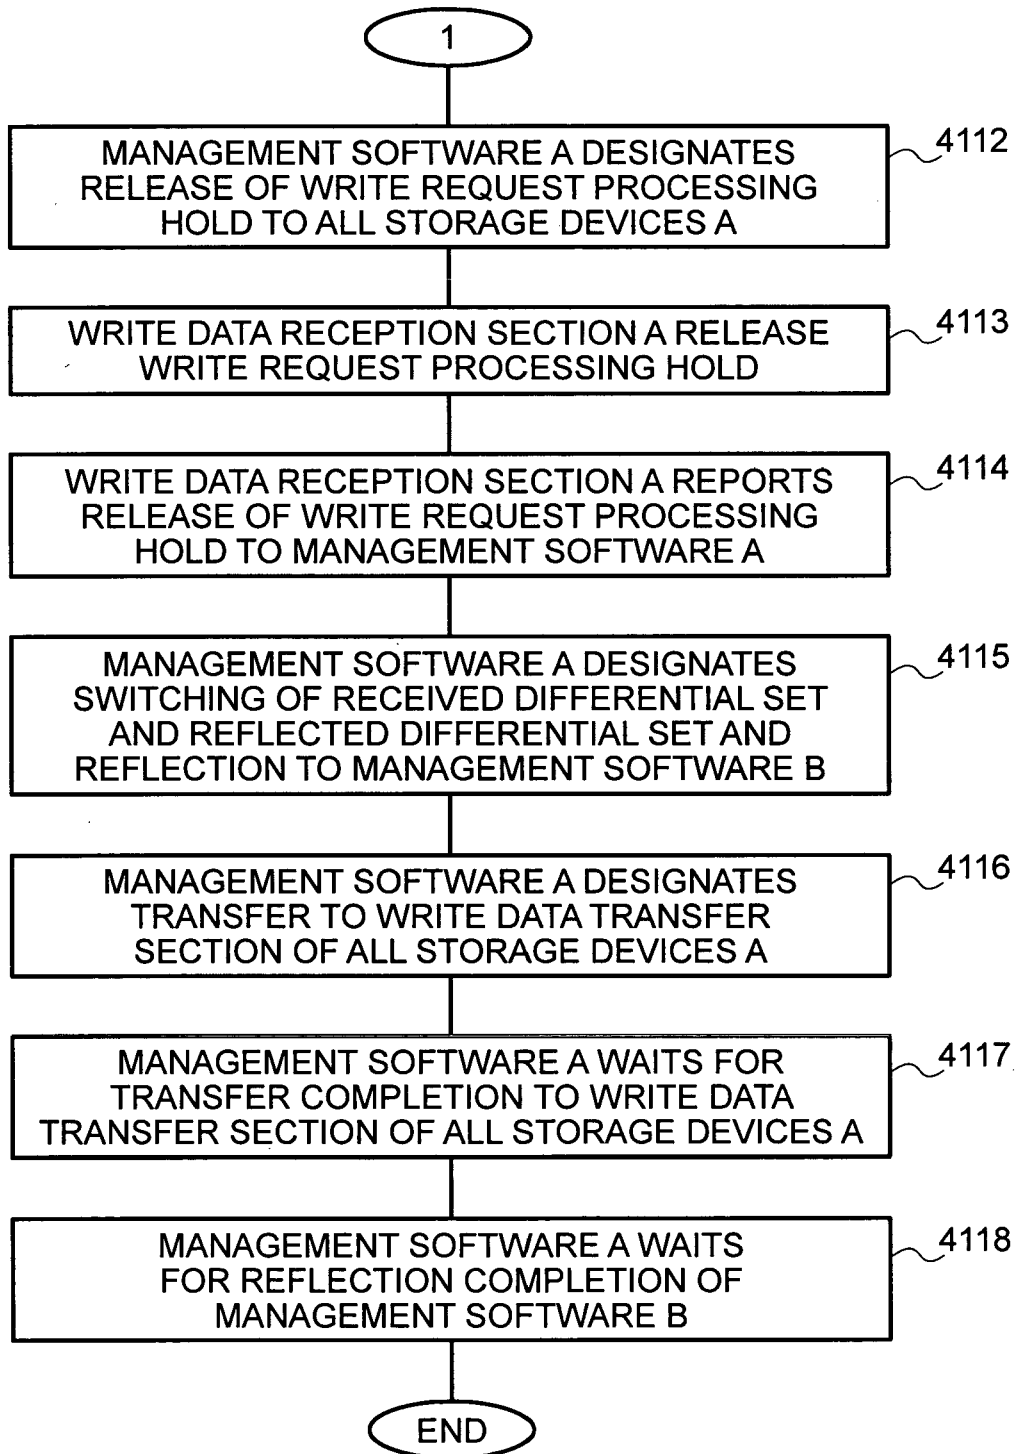 1
MANAGEMENT SOFTWARE A DESIGNATES
RELEASE OF WRITE REQUEST PROCESSING
HOLD TO ALL STORAGE DEVICES A
4112
WRITE DATA RECEPTION SECTION A RELEASE
WRITE REQUEST PROCESSING HOLD
4113
WRITE DATA RECEPTION SECTION A REPORTS
RELEASE OF WRITE REQUEST PROCESSING
HOLD TO MANAGEMENT SOFTWARE A
4114
MANAGEMENT SOFTWARE A DESIGNATES
SWITCHING OF RECEIVED DIFFERENTIAL SET
AND REFLECTED DIFFERENTIAL SET AND
REFLECTION TO MANAGEMENT SOFTWARE B
4115
MANAGEMENT SOFTWARE A DESIGNATES
TRANSFER TO WRITE DATA TRANSFER
SECTION OF ALL STORAGE DEVICES A
4116
MANAGEMENT SOFTWARE A WAITS FOR
TRANSFER COMPLETION TO WRITE DATA
TRANSFER SECTION OF ALL STORAGE DEVICES A
4117
MANAGEMENT SOFTWARE A WAITS
FOR REFLECTION COMPLETION OF
MANAGEMENT SOFTWARE B
4118
END